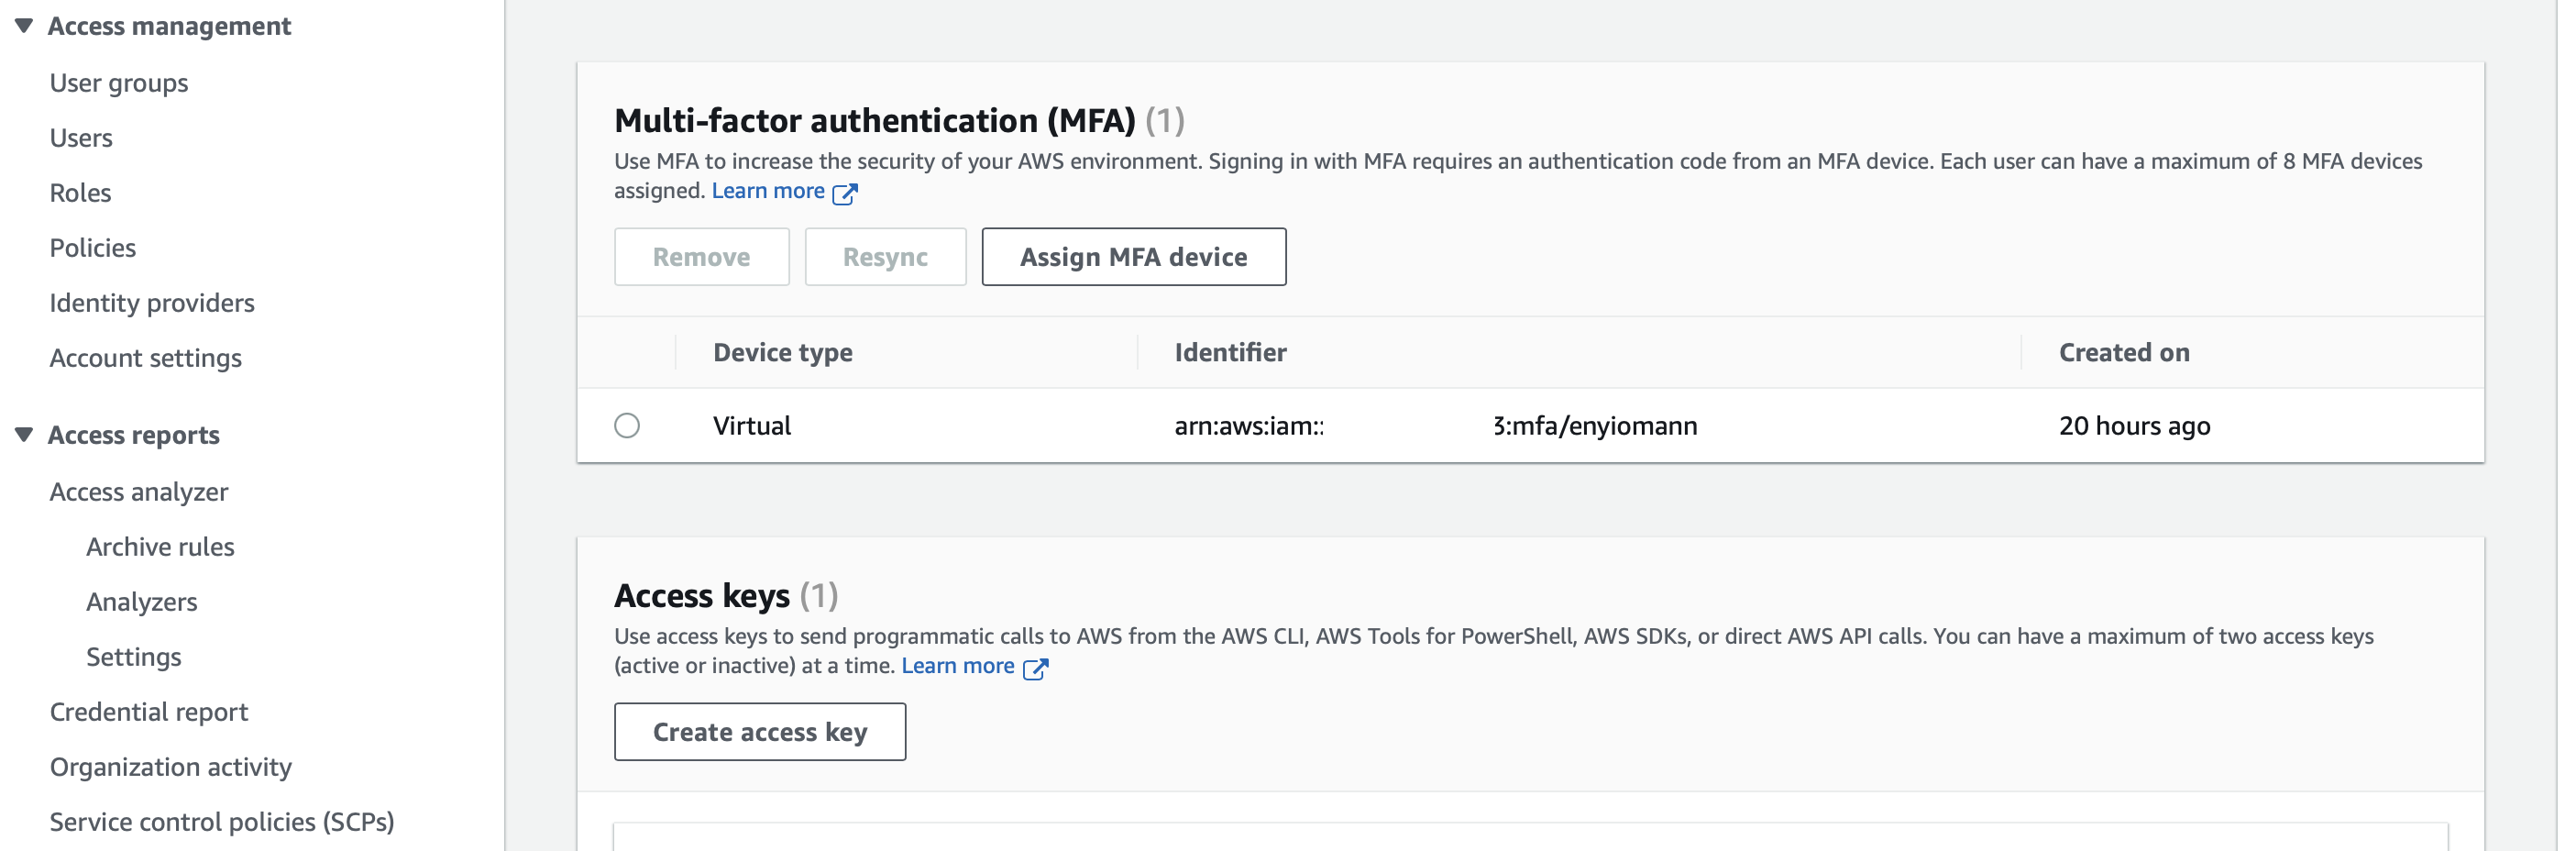 Access management
User groups
Users
Roles
Policies
Identity providers
Account settings
Access reports
Access analyzer
Archive rules
Analyzers
Settings
Credential report
Organization activity
Service control policies (SCPs)
Multi-factor authentication (MFA) (1)
Use MFA to increase the security of your AWS environment. Signing in with MFA requires an authentication code from an MFA device. Each user can have a maximum of 8 MFA devices
assigned. Learn more
Remove Resync Assign MFA device
Device type Identifier Created on
Virtual arn:aws:iam:: 3:mfa/enyiomann 20 hours ago
Access keys (1)
Use access keys to send programmatic calls to AWS from the AWS CLI, AWS Tools for PowerShell, AWS SDKs, or direct AWS API calls. You can have a maximum of two access keys
(active or inactive) at a time. Learn more
Create access key